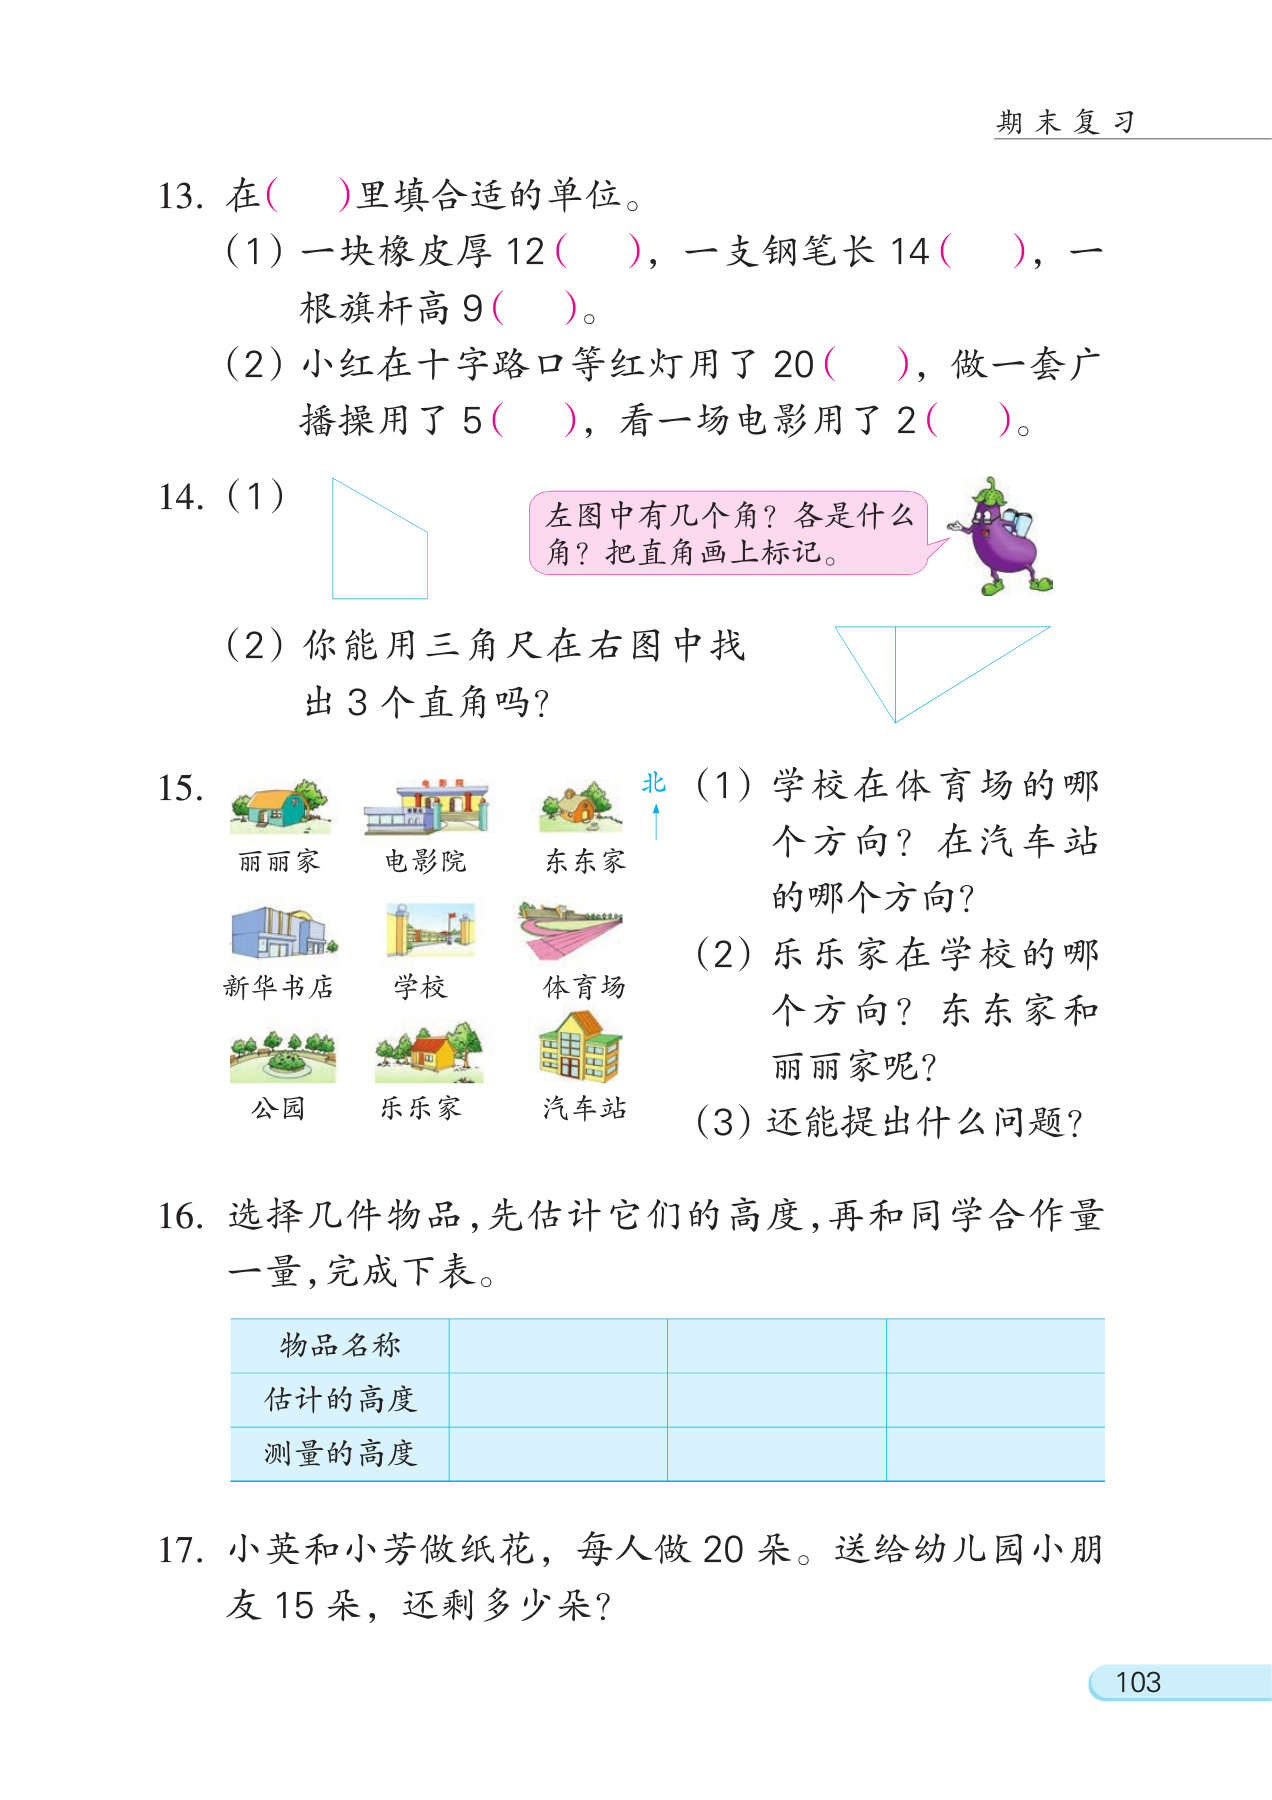 期末复习
13. 在(　)里填合适的单位。
（1）一块橡皮厚 12(　)，一支钢笔长 14(　)，一
根旗杆高 9(　)。
（2）小红在十字路口等红灯用了 20(　)，做一套广
播操用了 5(　)，看一场电影用了 2(　)。
14.（1）
左图中有几个角？各是什么
角？把直角画上标记。
（2）你能用三角尺在右图中找
出 3 个直角吗？
15.
电影院
北
丽丽家 电影院 东东家
新华书店 学校 体育场
公园 乐乐家 汽车站
（1）学校在体育场的哪
个方向？在汽车站
的哪个方向？
（2）乐乐家在学校的哪
个方向？东东家和
丽丽家呢？
（3）还能提出什么问题？
16. 选择几件物品，先估计它们的高度，再和同学合作量
一量，完成下表。
物品名称
估计的高度
测量的高度
17. 小英和小芳做纸花，每人做 20 朵。送给幼儿园小朋
友 15 朵，还剩多少朵？
103